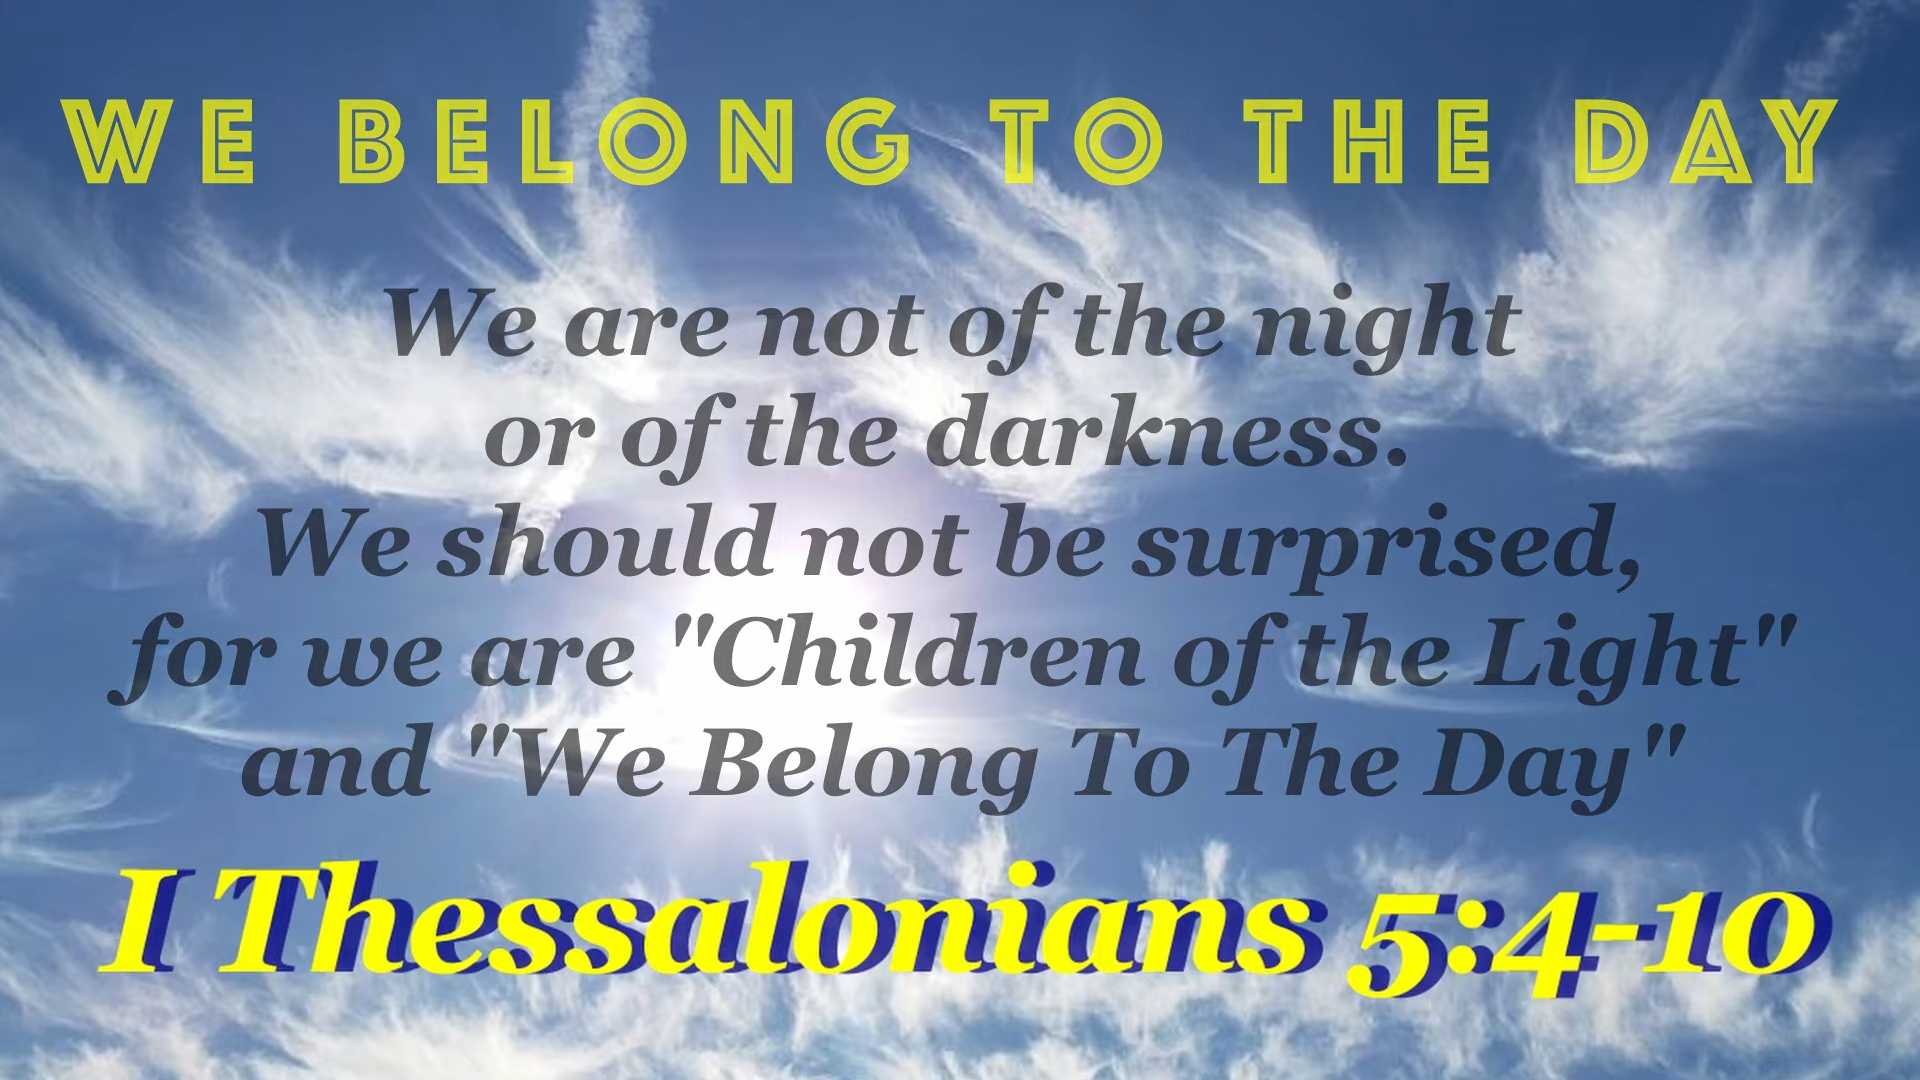 WE BELONG TO THE DAY
We are not of the night
or of the darkness.
We should not be surprised,
for we are "Children of the Light"
and "We Belong To The Day"
I Thessalonians 5:4-10